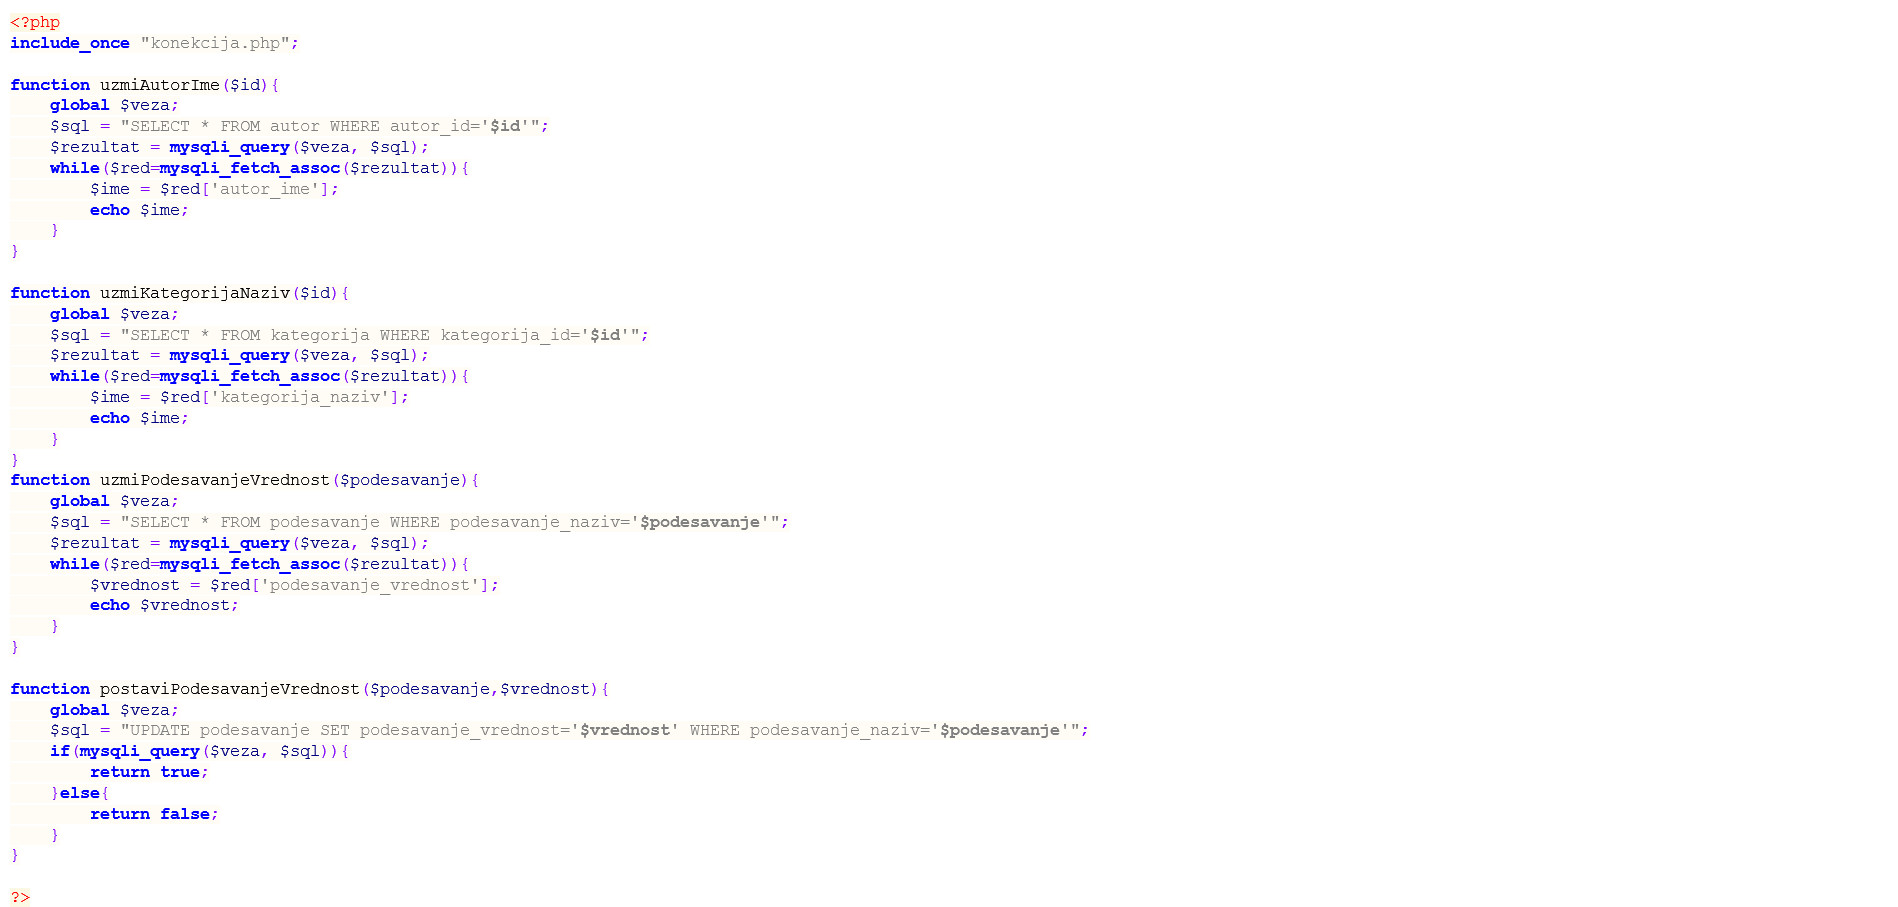 <?php
include_once "konekcija.php";
function uzmiAutorIme($id){
    global $veza;
    $sql = "SELECT * FROM autor WHERE autor_id='$id'";
    $rezultat = mysqli_query($veza, $sql);
    while($red=mysqli_fetch_assoc($rezultat)){
        $ime = $red['autor_ime'];
        echo $ime;
    }
}
function uzmiKategorijaNaziv($id){
    global $veza;
    $sql = "SELECT * FROM kategorija WHERE kategorija_id='$id'";
    $rezultat = mysqli_query($veza, $sql);
    while($red=mysqli_fetch_assoc($rezultat)){
        $ime = $red['kategorija_naziv'];
        echo $ime;
    }
}
function uzmiPodesavanjeVrednost($podesavanje){
    global $veza;
    $sql = "SELECT * FROM podesavanje WHERE podesavanje_naziv='$podesavanje'";
    $rezultat = mysqli_query($veza, $sql);
    while($red=mysqli_fetch_assoc($rezultat)){
        $vrednost = $red['podesavanje_vrednost'];
        echo $vrednost;
    }
}
function postaviPodesavanjeVrednost($podesavanje,$vrednost){
    global $veza;
    $sql = "UPDATE podesavanje SET podesavanje_vrednost='$vrednost' WHERE podesavanje_naziv='$podesavanje'";
    if(mysqli_query($veza, $sql)){
        return true;
    }else{
        return false;
    }
}
?>